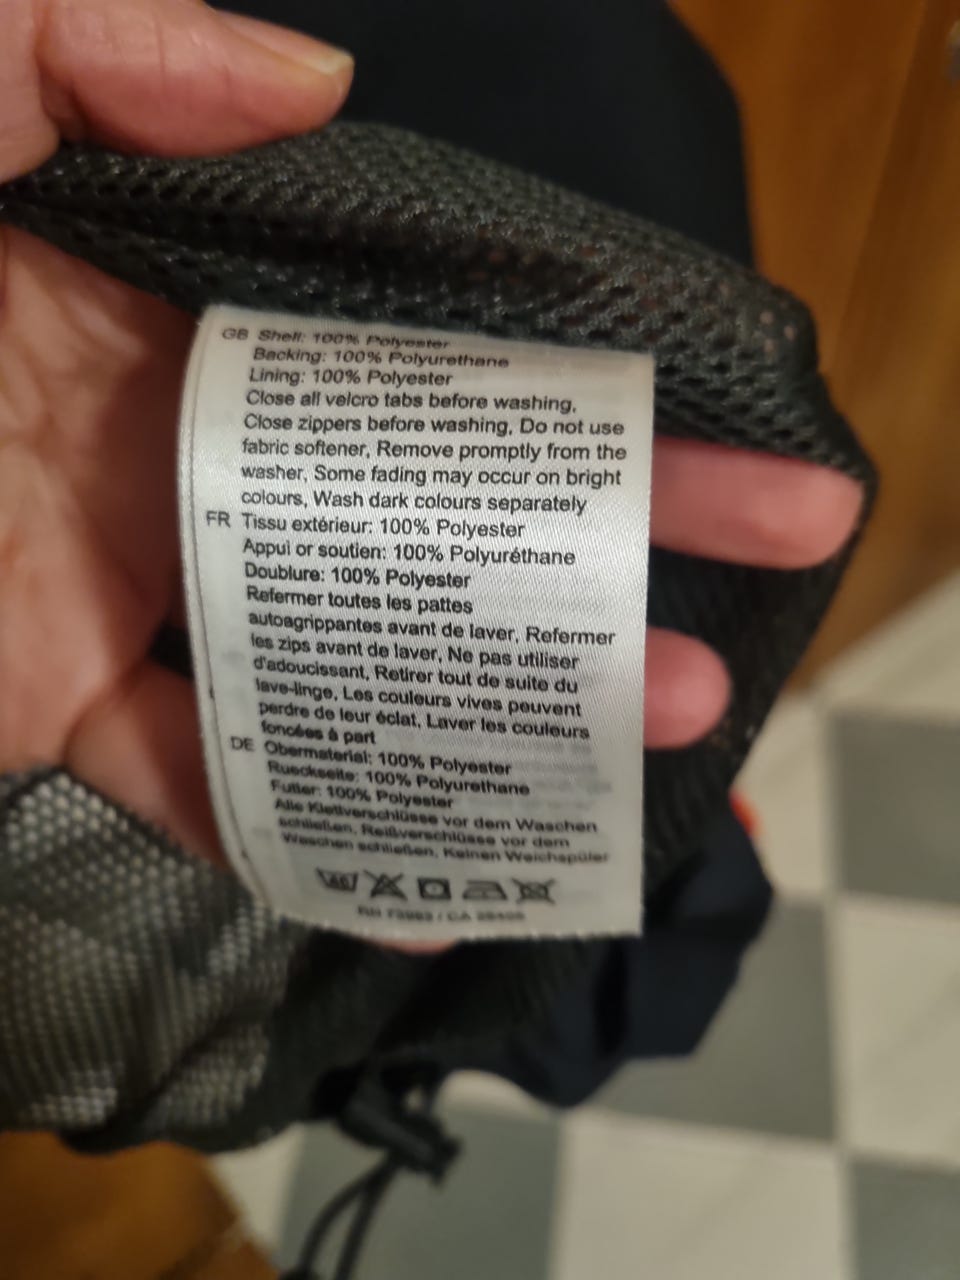 GB Shell: 100% Polyester
Backing: 100% Polyurethane
Lining: 100% Polyester
Close all velcro tabs before washing,
Close zippers before washing, Do not use
fabric softener, Remove promptly from the
washer, Some fading may occur on bright
colours, Wash dark colours separately
FR Tissu extérieur: 100% Polyester
Appui or soutien: 100% Polyuréthane
Doublure: 100% Polyester
Refermer toutes les pattes
autoagrippantes avant de laver, Refermer
les zips avant de laver, Ne pas utiliser
d'adoucissant, Retirer tout de suite du
lave-linge, Les couleurs vives peuvent
perdre de leur éclat, Laver les couleurs
foncées à part
DE Obermaterial: 100% Polyester
Rueckseite: 100% Polyurethane
Futter: 100% Polyester
Alle Klettverschlüsse vor dem Waschen
schließen, Reißverschlüsse vor dem
Waschen schließen, Keinen Weichspüler
40
RN / CA